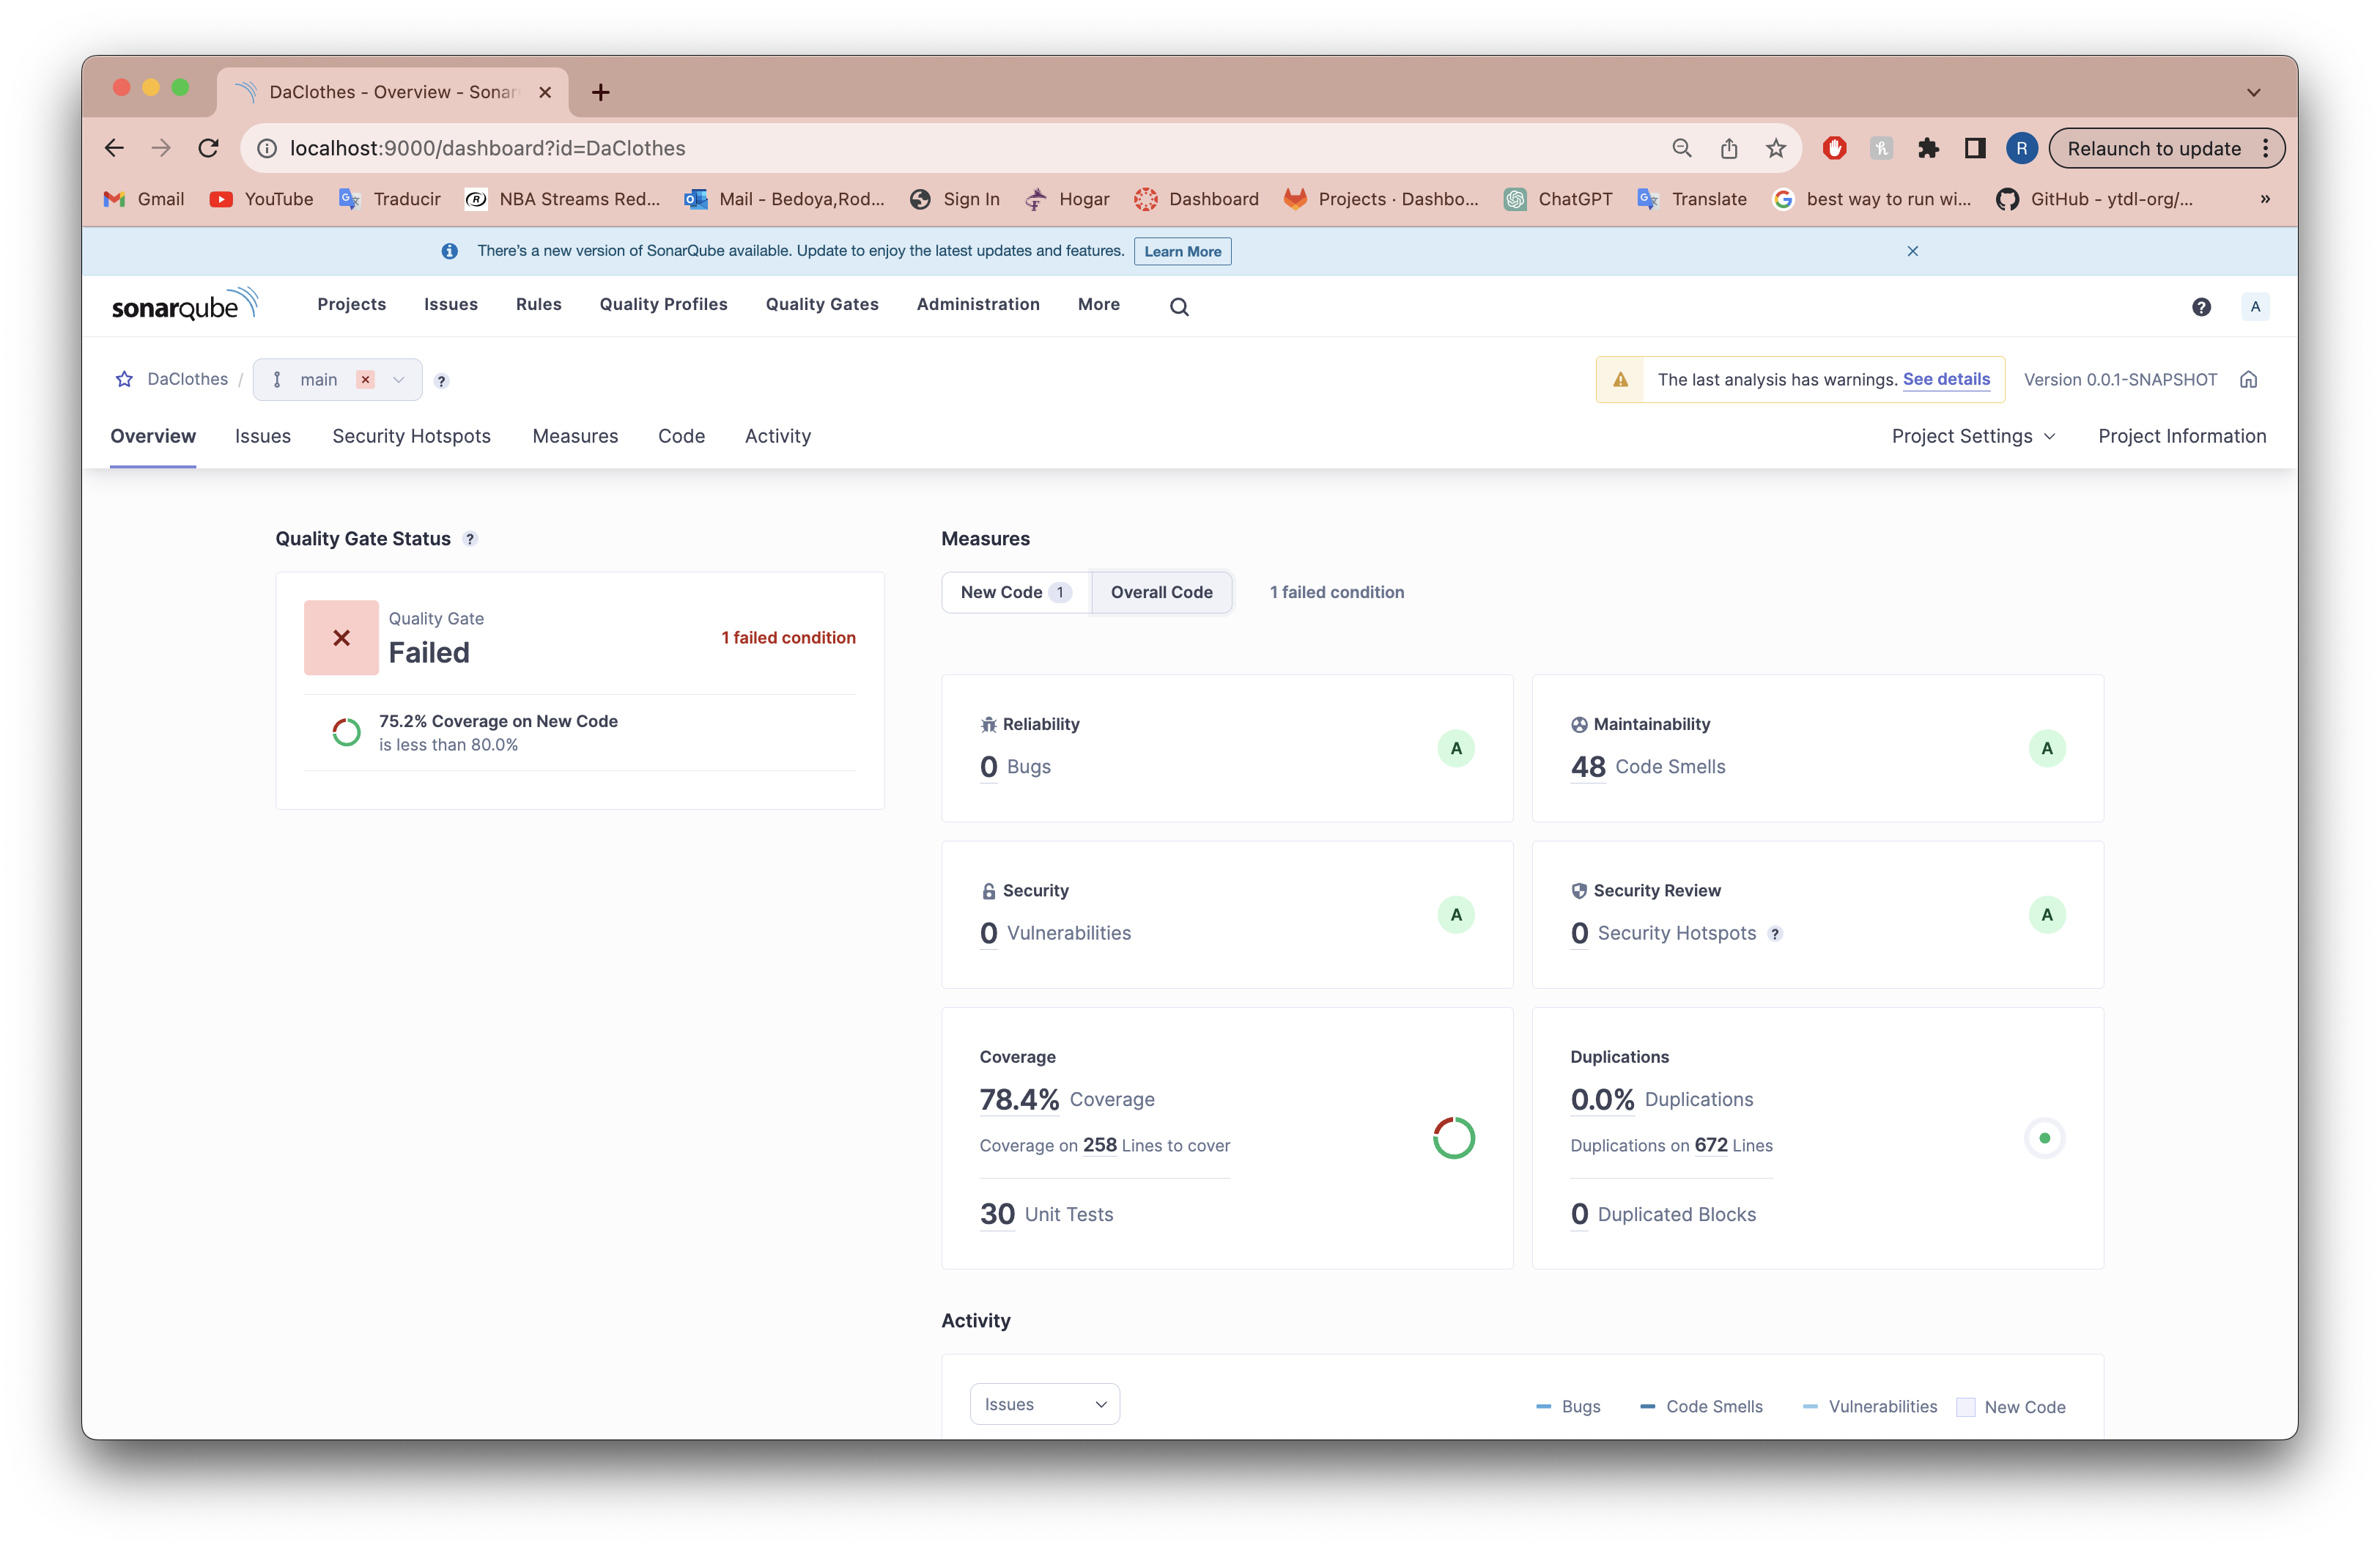 DaClothes - Overview - Sonar
localhost:9000/dashboard?id=DaClothes
R
Relaunch to update
Gmail
YouTube
Traducir
NBA Streams Red...
Mail - Bedoya,Rod...
Sign In
Hogar
Dashboard
Projects · Dashbo...
ChatGPT
Translate
best way to run wi...
GitHub - ytdl-org/...
»
There's a new version of SonarQube available. Update to enjoy the latest updates and features.
Learn More
sonarqube
Projects
Issues
Rules
Quality Profiles
Quality Gates
Administration
More
?
A
DaClothes /
main
?
The last analysis has warnings. See details
Version 0.0.1-SNAPSHOT
Overview
Issues
Security Hotspots
Measures
Code
Activity
Project Settings
Project Information
Quality Gate Status ?
Quality Gate
Failed
1 failed condition
75.2% Coverage on New Code
is less than 80.0%
Measures
New Code 1
Overall Code
1 failed condition
Reliability
0 Bugs
A
Maintainability
48 Code Smells
A
Security
0 Vulnerabilities
A
Security Review
0 Security Hotspots ?
A
Coverage
78.4% Coverage
Coverage on 258 Lines to cover
30 Unit Tests
Duplications
0.0% Duplications
Duplications on 672 Lines
0 Duplicated Blocks
Activity
Issues
Bugs
Code Smells
Vulnerabilities
New Code